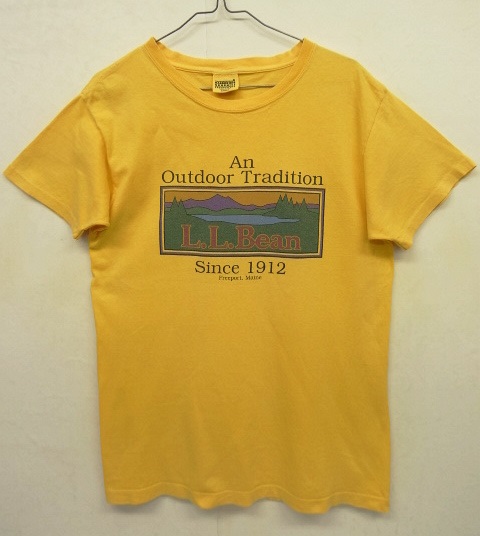 An
Outdoor Tradition
L.L.Bean
Since 1912
Freeport, Maine